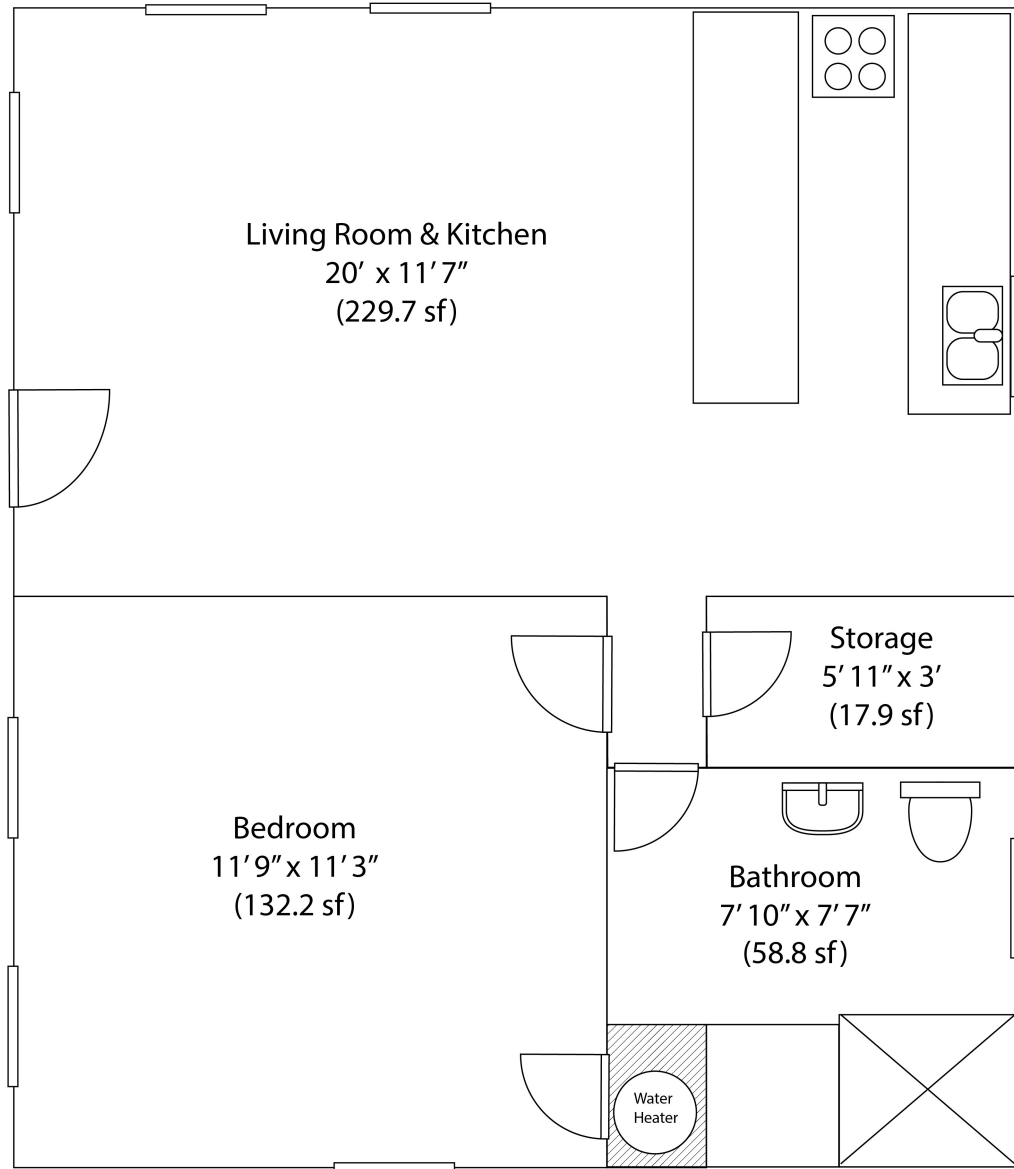 Living Room & Kitchen
20’ x 11’ 7”
(229.7 sf)
Storage
5’ 11” x 3’
(17.9 sf)
Bedroom
11’ 9” x 11’ 3”
(132.2 sf)
Bathroom
7’ 10” x 7’ 7”
(58.8 sf)
Water
Heater